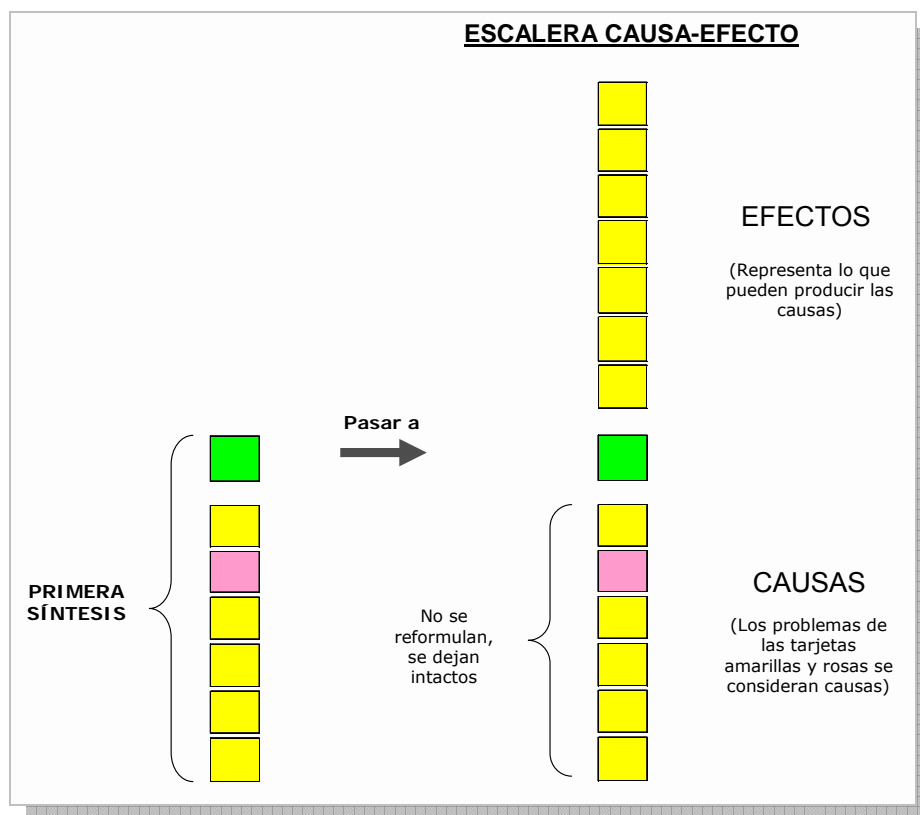 ESCALERA CAUSA-EFECTO
EFECTOS
(Representa lo que
pueden producir las
causas)
Pasar a
PRIMERA
SÍNTESIS
No se
reformulan,
se dejan
intactos
CAUSAS
(Los problemas de
las tarjetas
amarillas y rosas se
consideran causas)